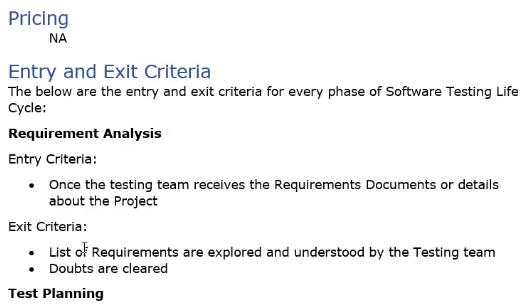 Pricing
NA
Entry and Exit Criteria
The below are the entry and exit criteria for every phase of Software Testing Life
Cycle:
Requirement Analysis
Entry Criteria:
• Once the testing team receives the Requirements Documents or details
about the Project
Exit Criteria:
• List of Requirements are explored and understood by the Testing team
• Doubts are cleared
Test Planning